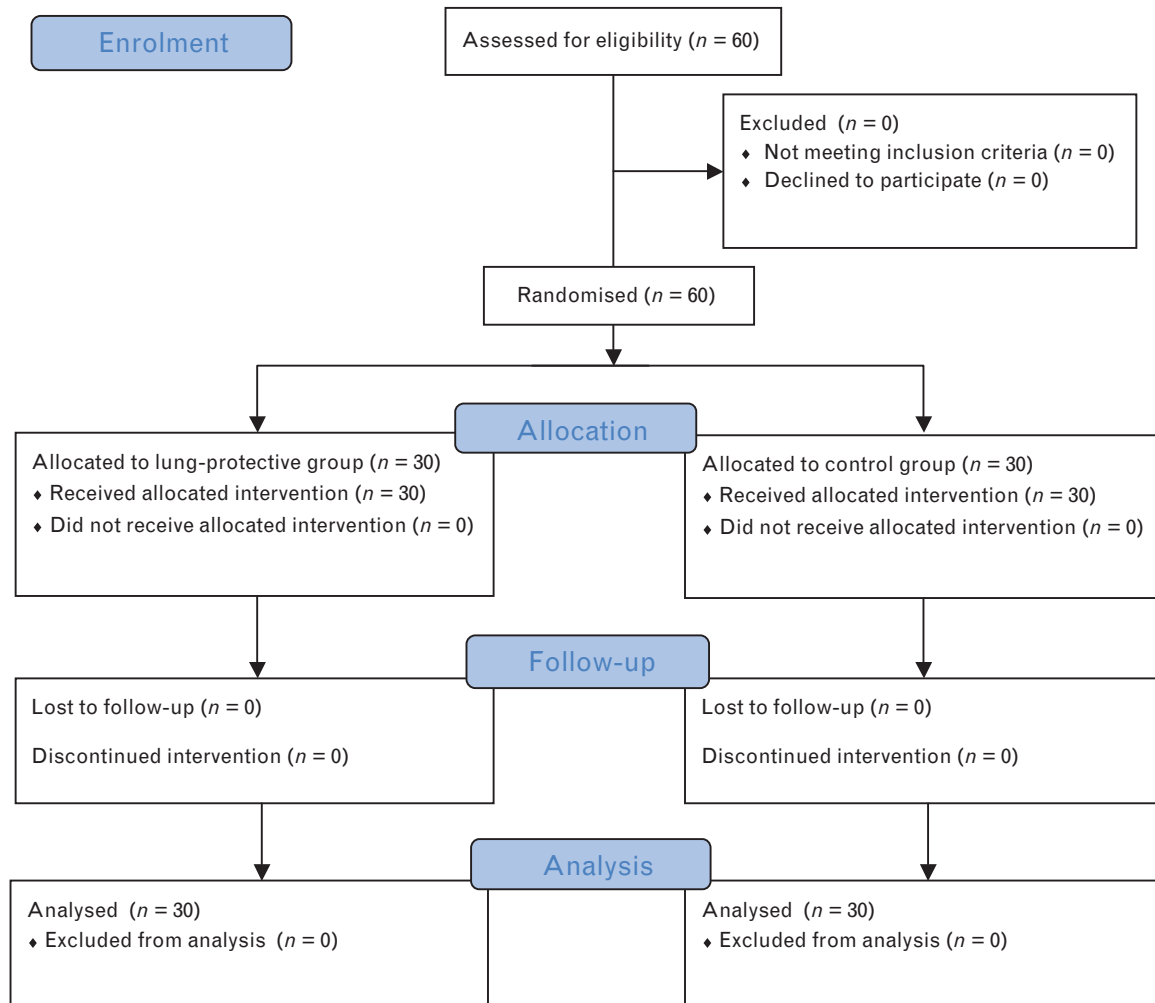 Enrolment
Assessed for eligibility (n = 60)
Excluded (n = 0)
♦ Not meeting inclusion criteria (n = 0)
♦ Declined to participate (n = 0)
Randomised (n = 60)
Allocation
Allocated to lung-protective group (n = 30)
♦ Received allocated intervention (n = 30)
♦ Did not receive allocated intervention (n = 0)
Allocated to control group (n = 30)
♦ Received allocated intervention (n = 30)
♦ Did not receive allocated intervention (n = 0)
Follow-up
Lost to follow-up (n = 0)
Discontinued intervention (n = 0)
Lost to follow-up (n = 0)
Discontinued intervention (n = 0)
Analysis
Analysed (n = 30)
♦ Excluded from analysis (n = 0)
Analysed (n = 30)
♦ Excluded from analysis (n = 0)